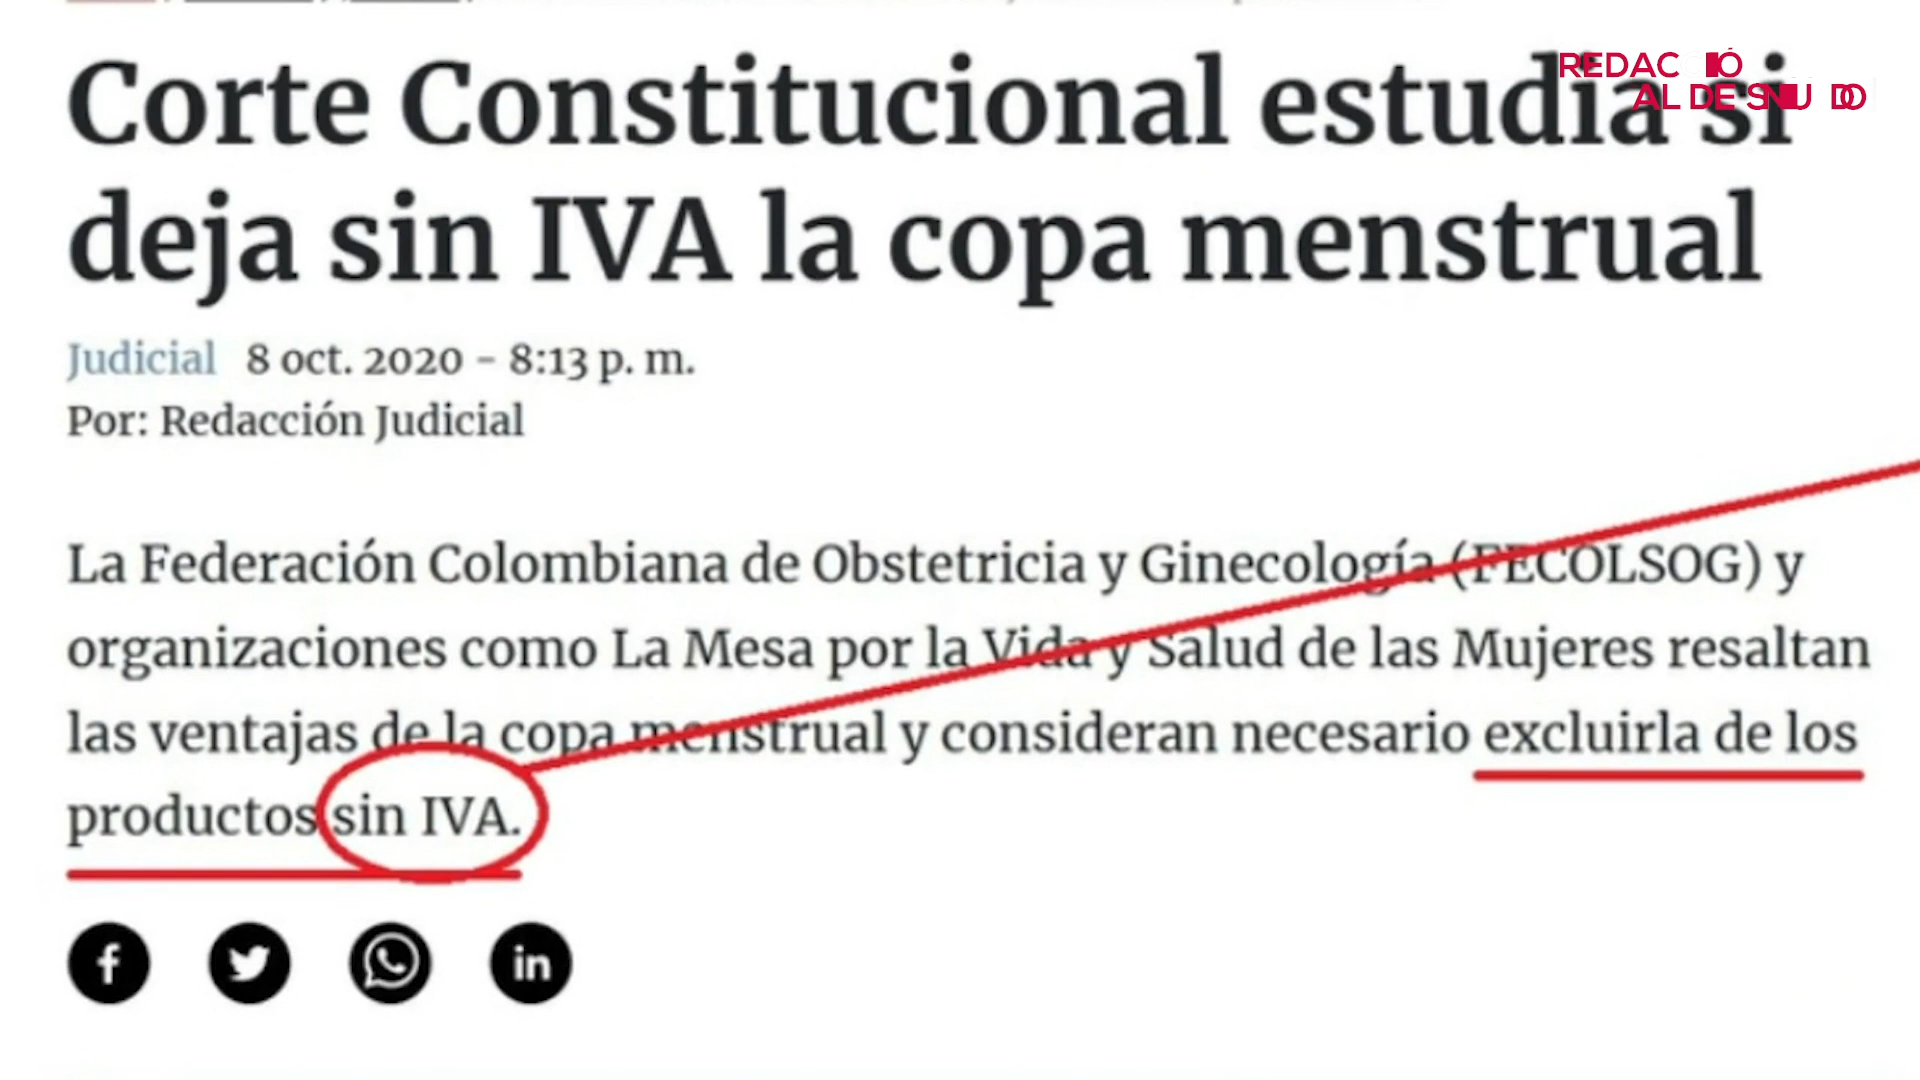 Corte Constitucional estudia si
deja sin IVA la copa menstrual
Judicial 8 oct. 2020 - 8:13 p. m.
Por: Redacción Judicial
La Federación Colombiana de Obstetricia y Ginecología (FECOLSOG) y
organizaciones como La Mesa por la Vida y Salud de las Mujeres resaltan
las ventajas de la copa menstrual y consideran necesario excluirla de los
productos sin IVA.
f
in